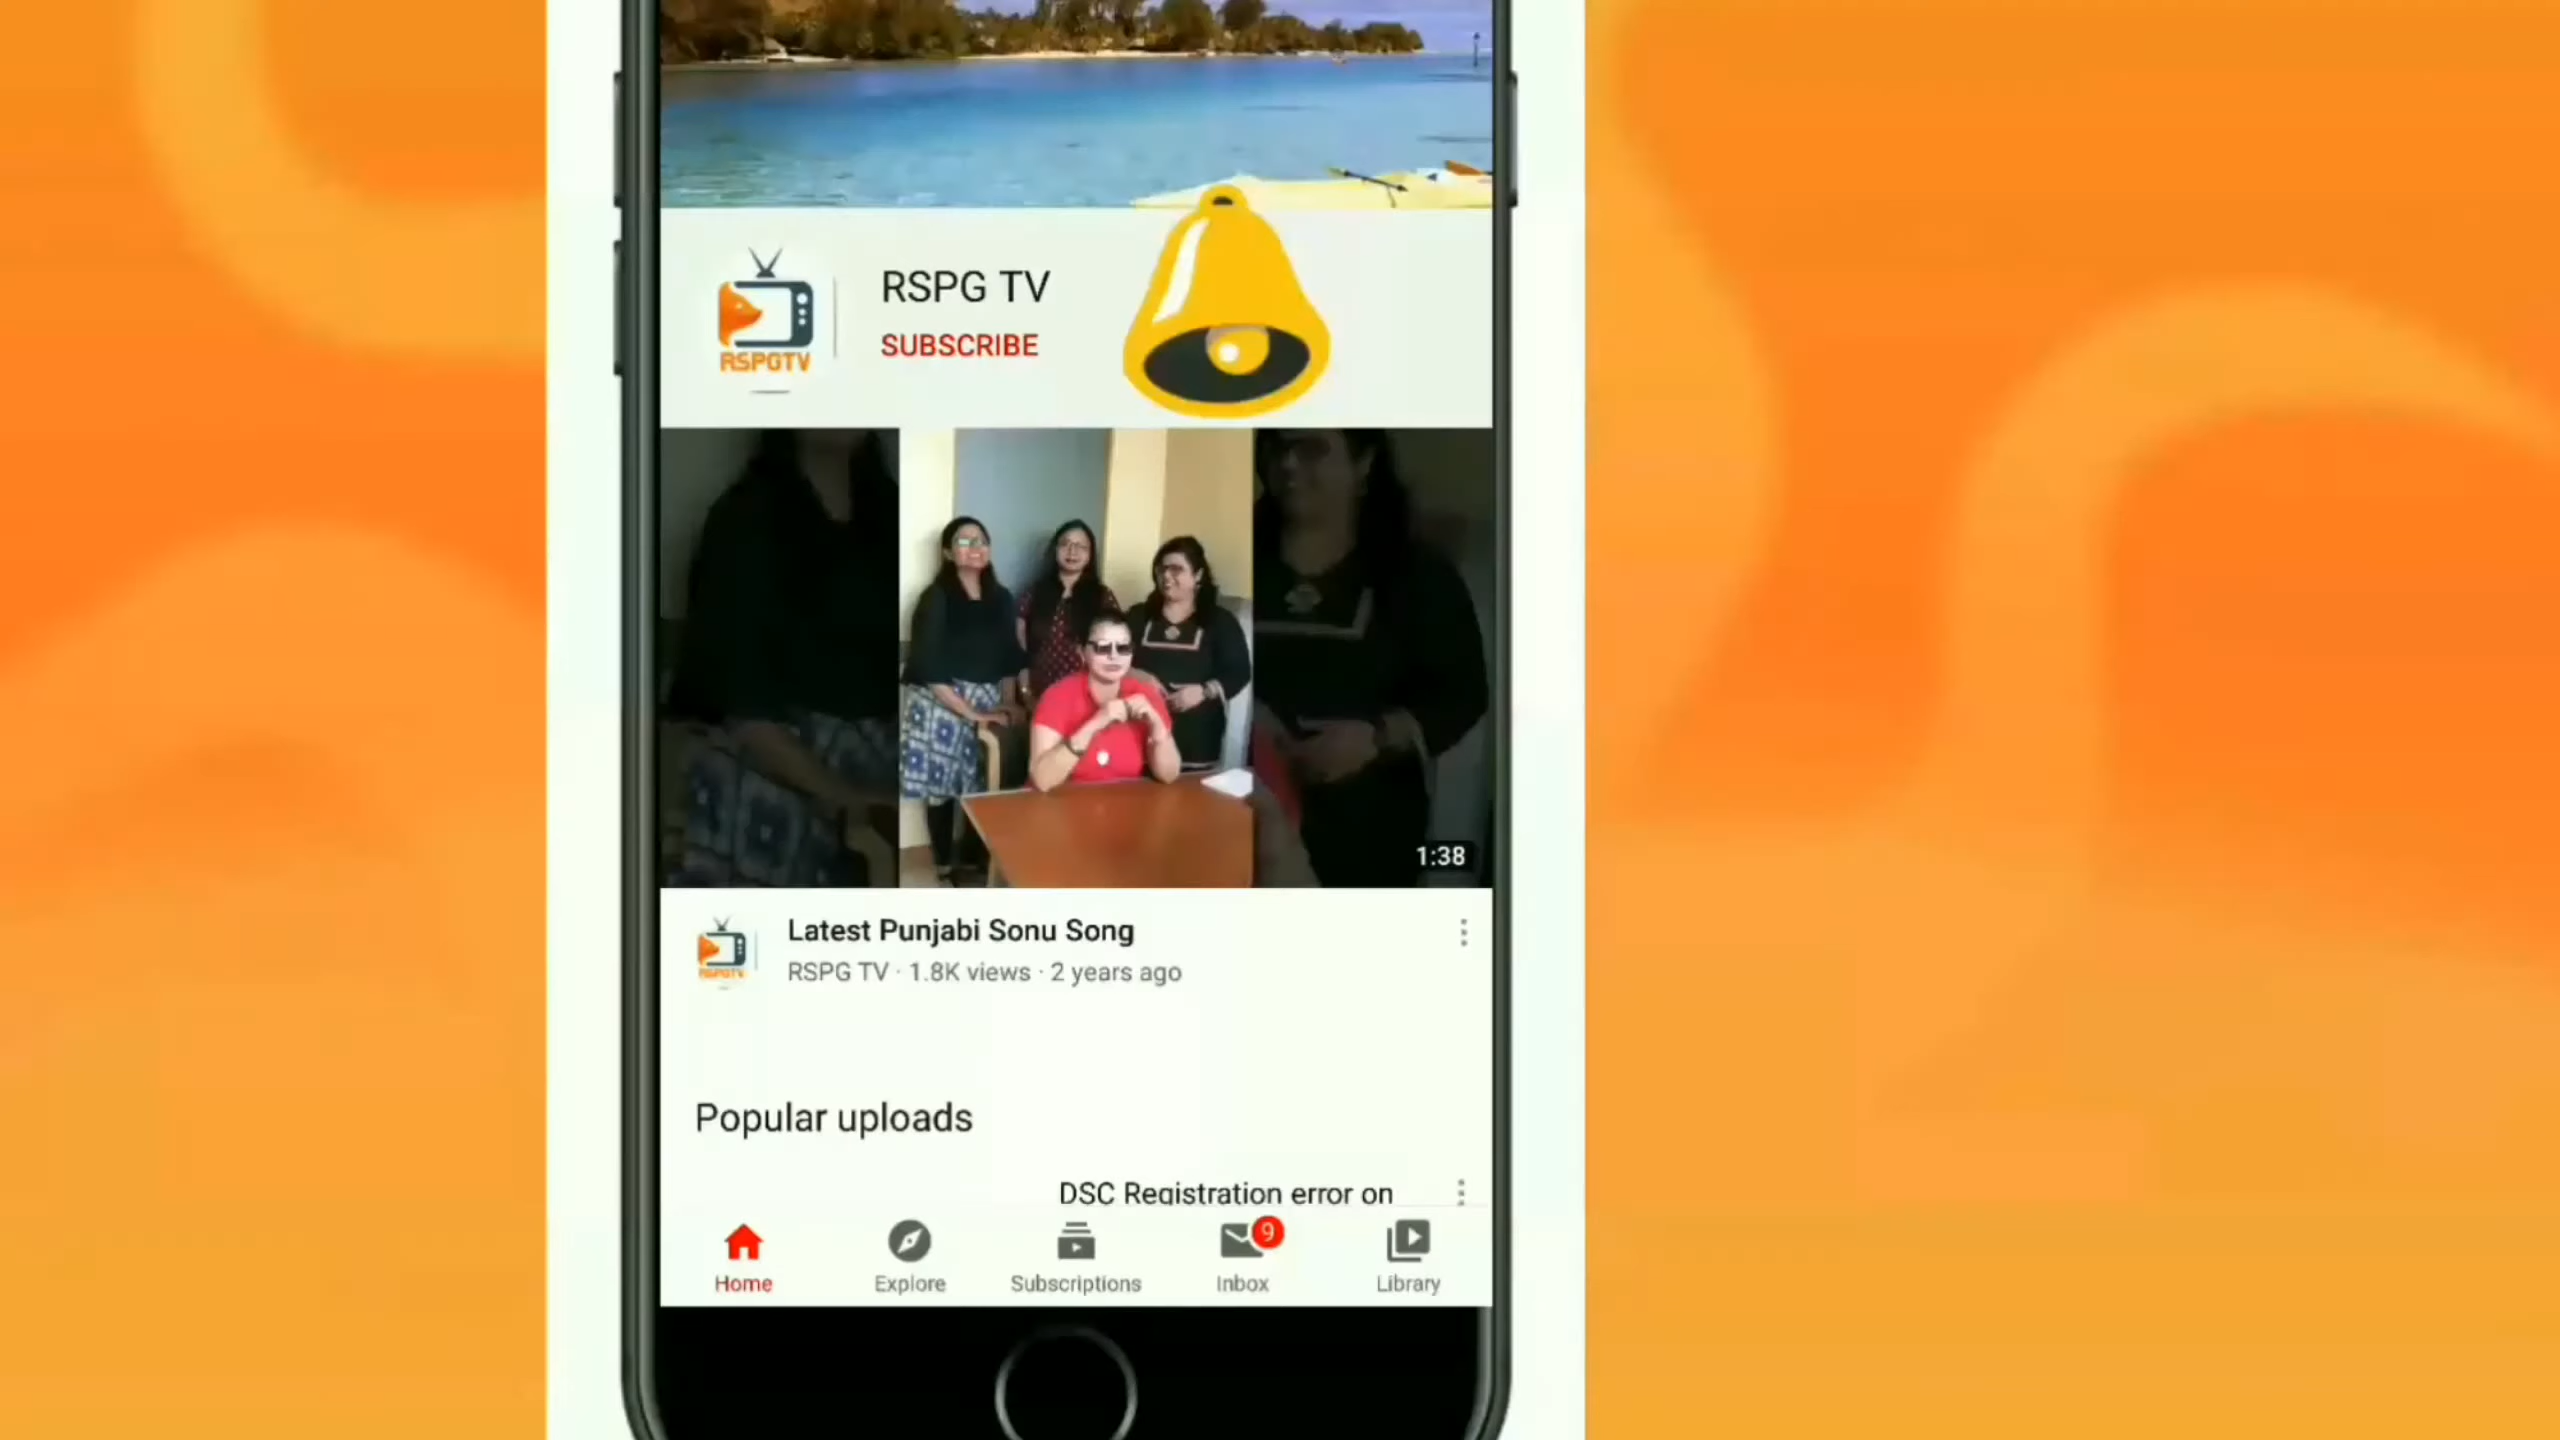 RSPG TV
SUBSCRIBE
RSPGTV
1:38
Latest Punjabi Sonu Song
RSPG TV · 1.8K views · 2 years ago
RSPGTV
Popular uploads
DSC Registration error on
9
Home
Explore
Subscriptions
Inbox
Library